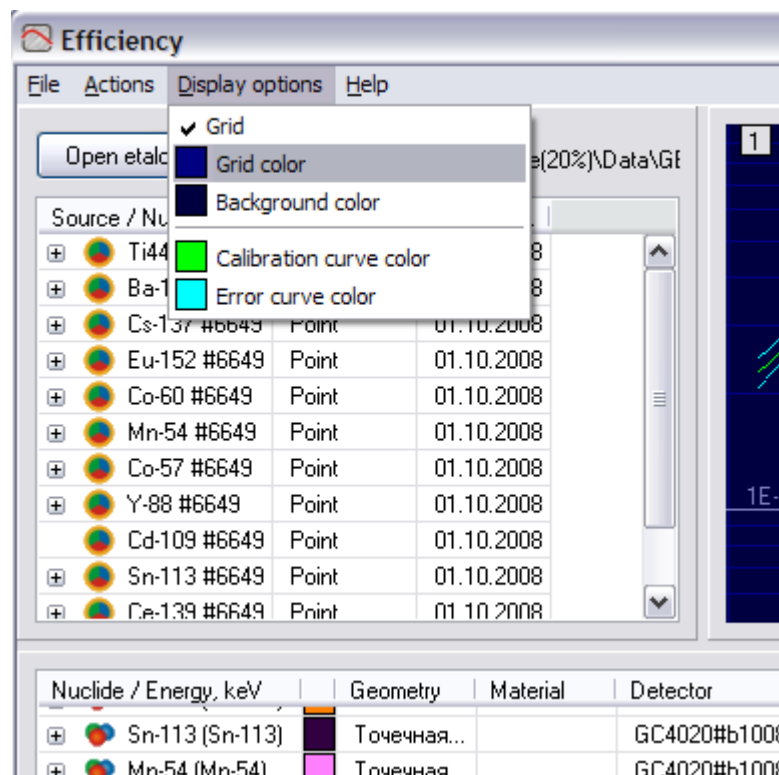 Efficiency
File Actions Display options Help
Grid
Open etalo
Grid color
e(20%)\Data\GE
1
Background color
Source / Nu
Ti44
Calibration curve color
8
Ba-1
Error curve color
8
Cs-137 #6649 Point 01.10.2008
Eu-152 #6649 Point 01.10.2008
Co-60 #6649 Point 01.10.2008
Mn-54 #6649 Point 01.10.2008
Co-57 #6649 Point 01.10.2008
Y-88 #6649 Point 01.10.2008
1E-
Cd-109 #6649 Point 01.10.2008
Sn-113 #6649 Point 01.10.2008
Ce-139 #6649 Point 01.10.2008
Nuclide / Energy, keV Geometry Material Detector
Sn-113 (Sn-113) Точечная... GC4020#b1008
Mn-54 (Mn-54) Точечная GC4020#b1008